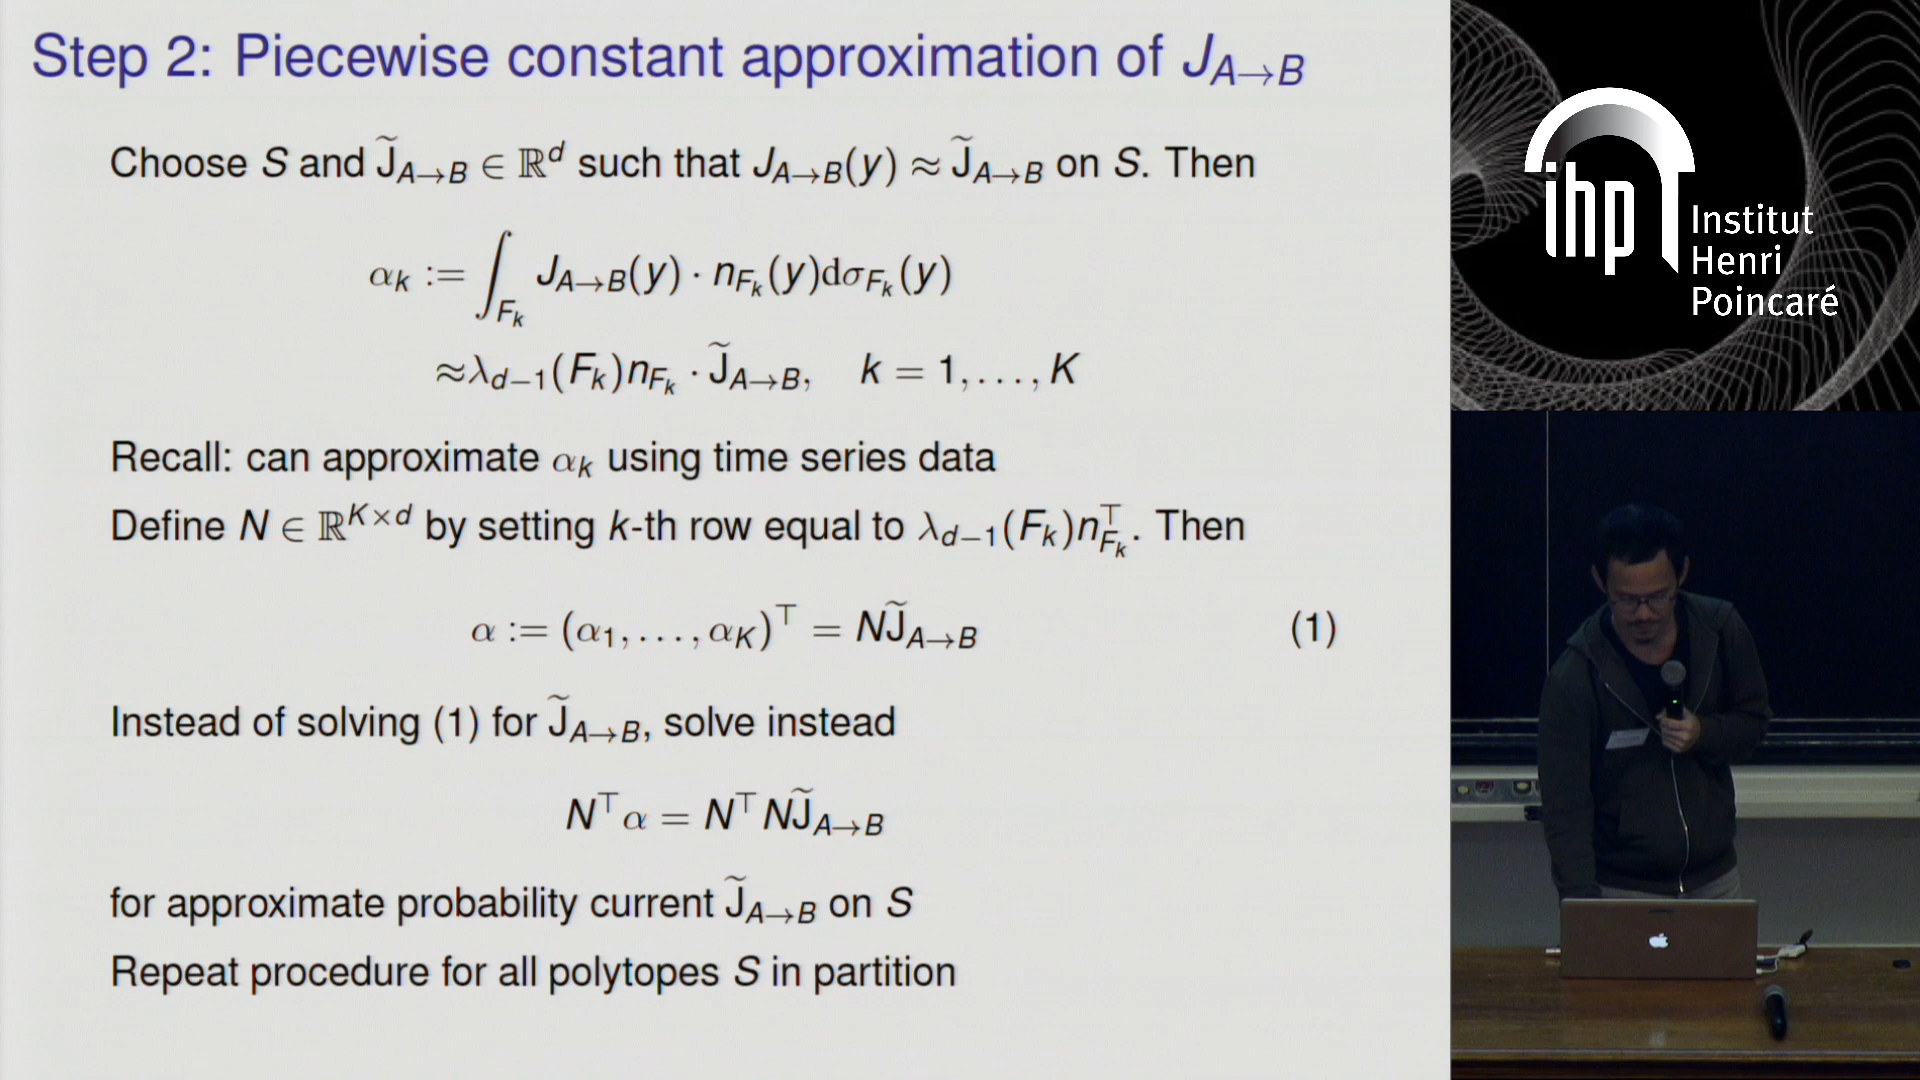 Step 2: Piecewise constant approximation of J_{A→B}
Choose S and J̃_{A→B} ∈ ℝ^d such that J_{A→B}(y) ≈ J̃_{A→B} on S. Then
α_k := ∫_{F_k} J_{A→B}(y) · n_{F_k}(y)dσ_{F_k}(y)
≈λ_{d−1}(F_k)n_{F_k} · J̃_{A→B}, k = 1, . . . , K
Recall: can approximate α_k using time series data
Define N ∈ ℝ^{K×d} by setting k-th row equal to λ_{d−1}(F_k)n^⊤_{F_k}. Then
α := (α_1, . . . , α_K)^⊤ = NJ̃_{A→B} (1)
Instead of solving (1) for J̃_{A→B}, solve instead
N^⊤α = N^⊤NJ̃_{A→B}
for approximate probability current J̃_{A→B} on S
Repeat procedure for all polytopes S in partition
ihp
Institut
Henri
Poincaré